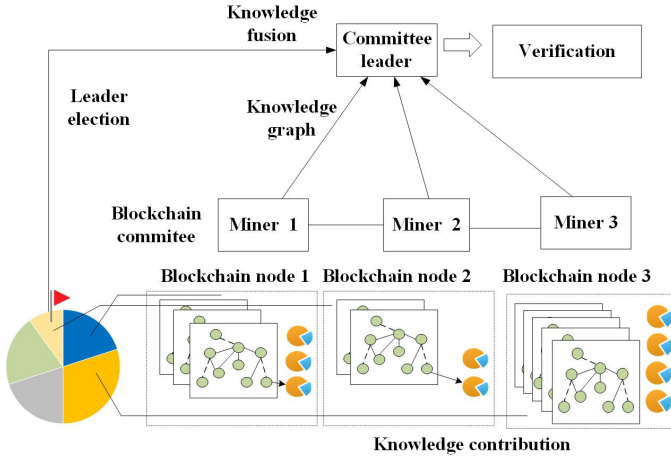 Knowledge
fusion
Committee
leader
Verification
Leader
election
Knowledge
graph
Blockchain
commitee
Miner 1
Miner 2
Miner 3
Blockchain node 1
Blockchain node 2
Blockchain node 3
Knowledge contribution